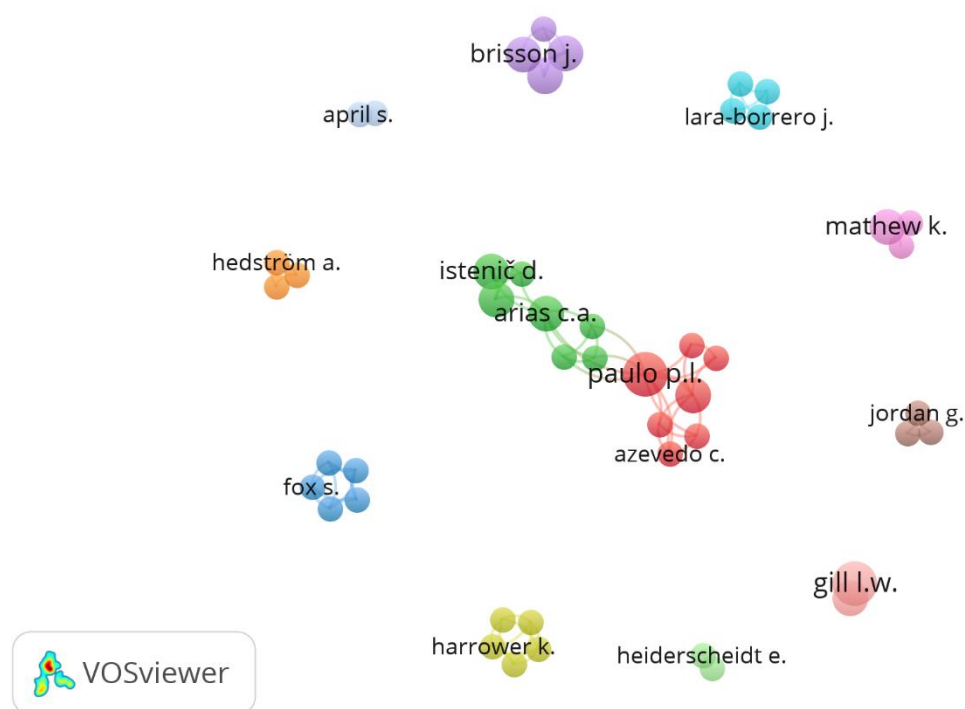 brisson j.
april s.
lara-borrero j.
mathew k.
hedström a.
istenič d.
arias c.a.
paulo p.l.
jordan g.
azevedo c.
fox s.
gill l.w.
harrower k.
heiderscheidt e.
VOSviewer